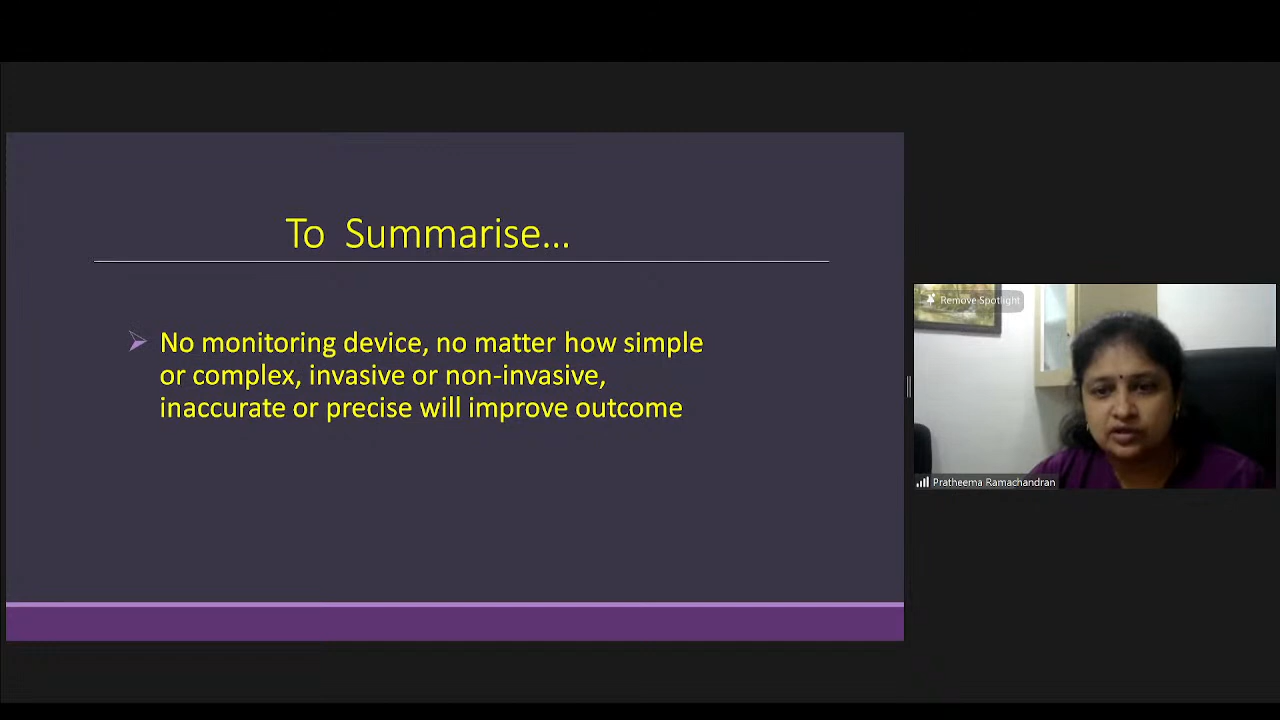 To Summarise...
No monitoring device, no matter how simple
or complex, invasive or non-invasive,
inaccurate or precise will improve outcome
Remove Spotlight
Pratheema Ramachandran